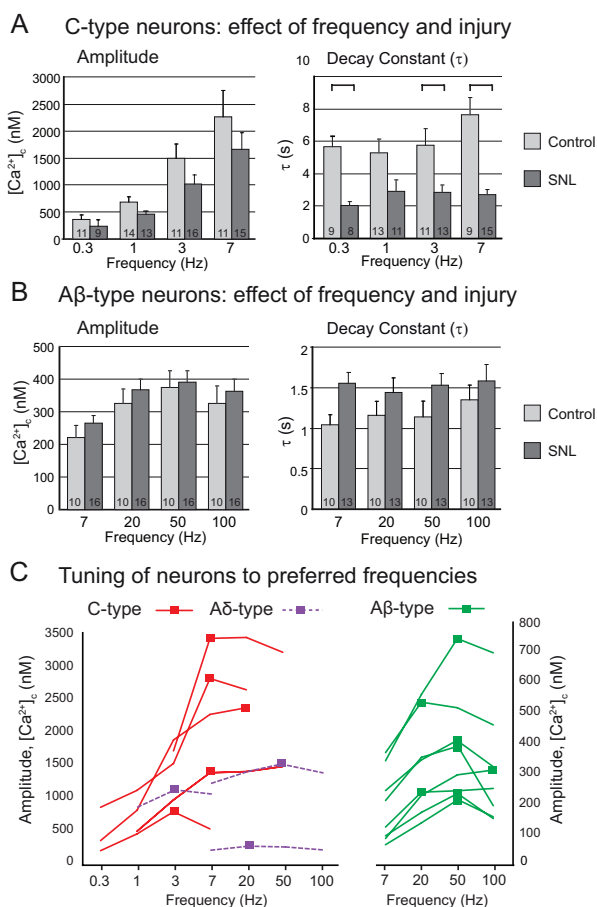 A C-type neurons: effect of frequency and injury
Amplitude
[Ca²⁺]c (nM)
3000
2500
2000
1500
1000
500
0
11 9 14 13 11 16 11 15
0.3 1 3 7
Frequency (Hz)
Decay Constant (τ)
τ (s)
10
8
6
4
2
0
9 8 13 11 11 13 9 15
0.3 1 3 7
Frequency (Hz)
Control
SNL
B Aβ-type neurons: effect of frequency and injury
Amplitude
[Ca²⁺]c (nM)
500
400
300
200
100
0
10 16 10 16 10 16 10 16
7 20 50 100
Frequency (Hz)
Decay Constant (τ)
τ (s)
2
1.5
1
0.5
0
10 13 10 13 10 13 10 13
7 20 50 100
Frequency (Hz)
Control
SNL
C Tuning of neurons to preferred frequencies
C-type Aδ-type Aβ-type
Amplitude, [Ca²⁺]c (nM)
3500
3000
2500
2000
1500
1000
500
0
0.3 1 3 7 20 50 100
Frequency (Hz)
7 20 50 100
Frequency (Hz)
800
700
600
500
400
300
200
100
0
Amplitude, [Ca²⁺]c (nM)